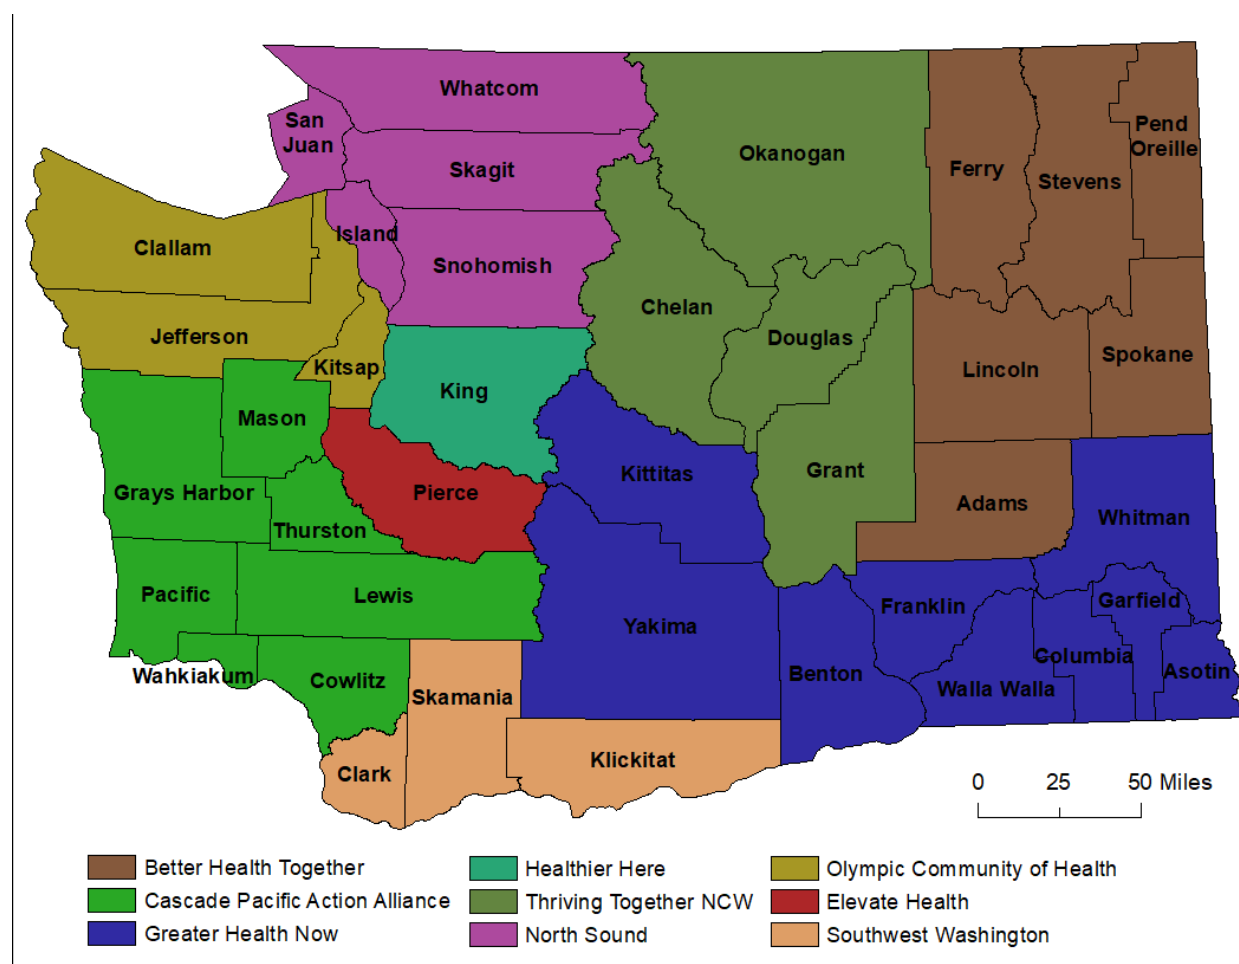 Whatcom
San
Juan
Skagit
Okanogan
Pend
Oreille
Ferry
Stevens
Clallam
Island
Snohomish
Chelan
Jefferson
Douglas
Kitsap
Lincoln
Spokane
King
Mason
Grays Harbor
Pierce
Kittitas
Grant
Adams
Whitman
Thurston
Pacific
Lewis
Yakima
Franklin
Garfield
Wahkiakum
Cowlitz
Skamania
Benton
Walla Walla
Columbia
Asotin
Clark
Klickitat
0 25 50 Miles
Better Health Together
Cascade Pacific Action Alliance
Greater Health Now
Healthier Here
Thriving Together NCW
North Sound
Olympic Community of Health
Elevate Health
Southwest Washington